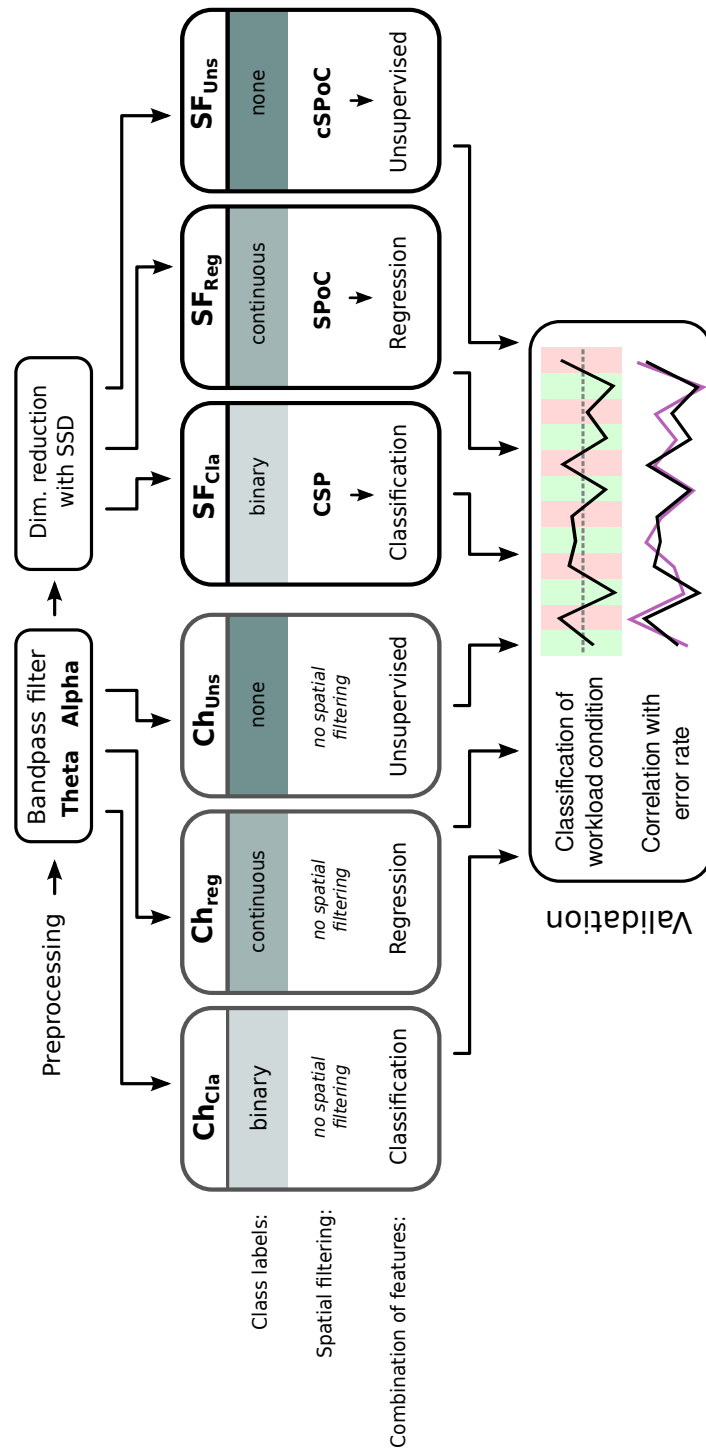 Preprocessing
Bandpass filter
Theta Alpha
Dim. reduction
with SSD
Class labels:
Spatial filtering:
Combination of features:
ChCla
binary
no spatial
filtering
Classification
Chreg
continuous
no spatial
filtering
Regression
ChUns
none
no spatial
filtering
Unsupervised
SFCla
binary
CSP
Classification
SFReg
continuous
SPoC
Regression
SFUns
none
cSPoC
Unsupervised
Validation
Classification of
workload condition
Correlation with
error rate